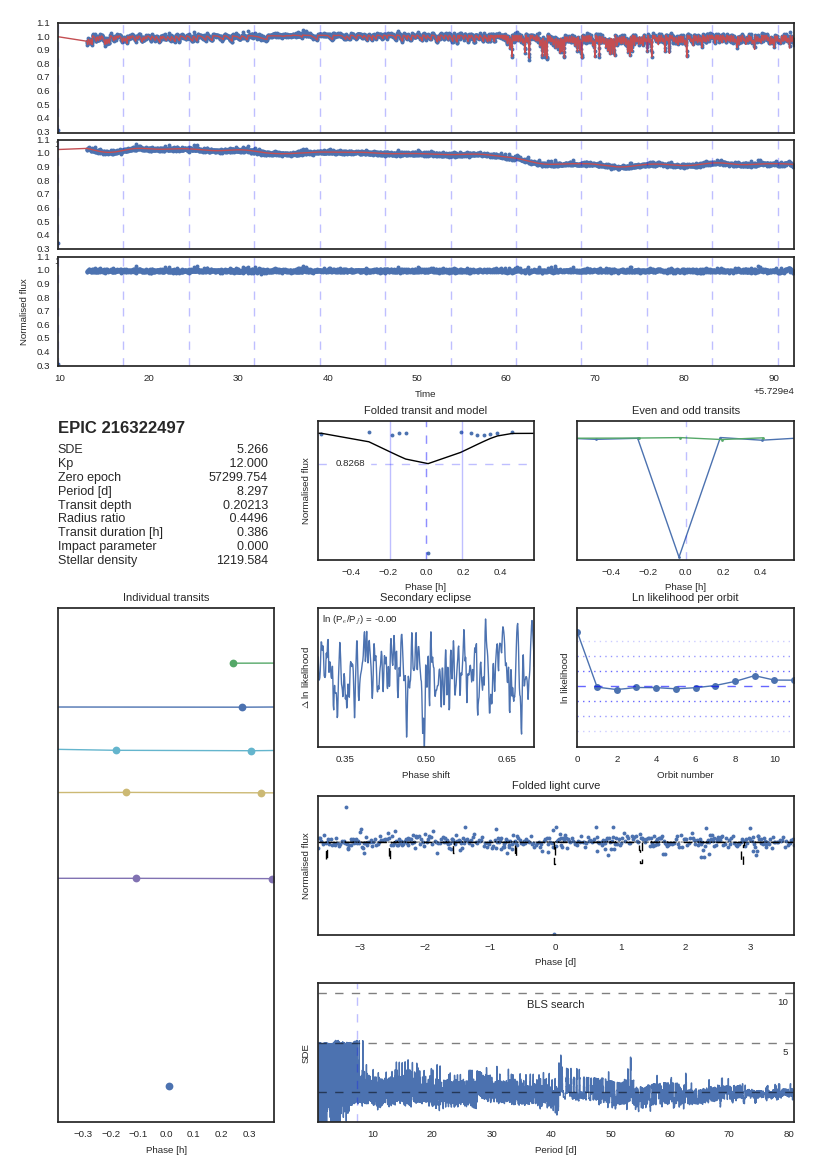 1.1
1.0
0.9
0.8
0.7
0.6
0.5
0.4
0.3
1.1
1.0
0.9
0.8
0.7
0.6
0.5
0.4
0.3
1.1
1.0
0.9
0.8
0.7
0.6
0.5
0.4
0.3
Normalised flux
10 20 30 40 50 60 70 80 90
Time
+5.729e4
EPIC 216322497
SDE 5.266
Kp 12.000
Zero epoch 57299.754
Period [d] 8.297
Transit depth 0.20213
Radius ratio 0.4496
Transit duration [h] 0.386
Impact parameter 0.000
Stellar density 1219.584
Folded transit and model
Normalised flux
0.8268
−0.4 −0.2 0.0 0.2 0.4
Phase [h]
Even and odd transits
−0.4 −0.2 0.0 0.2 0.4
Phase [h]
Individual transits
−0.3 −0.2 −0.1 0.0 0.1 0.2 0.3
Phase [h]
Secondary eclipse
ln (Pₑ/P𝑓) = -0.00
Δ ln likelihood
0.35 0.50 0.65
Phase shift
Ln likelihood per orbit
ln likelihood
0 2 4 6 8 10
Orbit number
Folded light curve
Normalised flux
−3 −2 −1 0 1 2 3
Phase [d]
BLS search
10
5
SDE
10 20 30 40 50 60 70 80
Period [d]